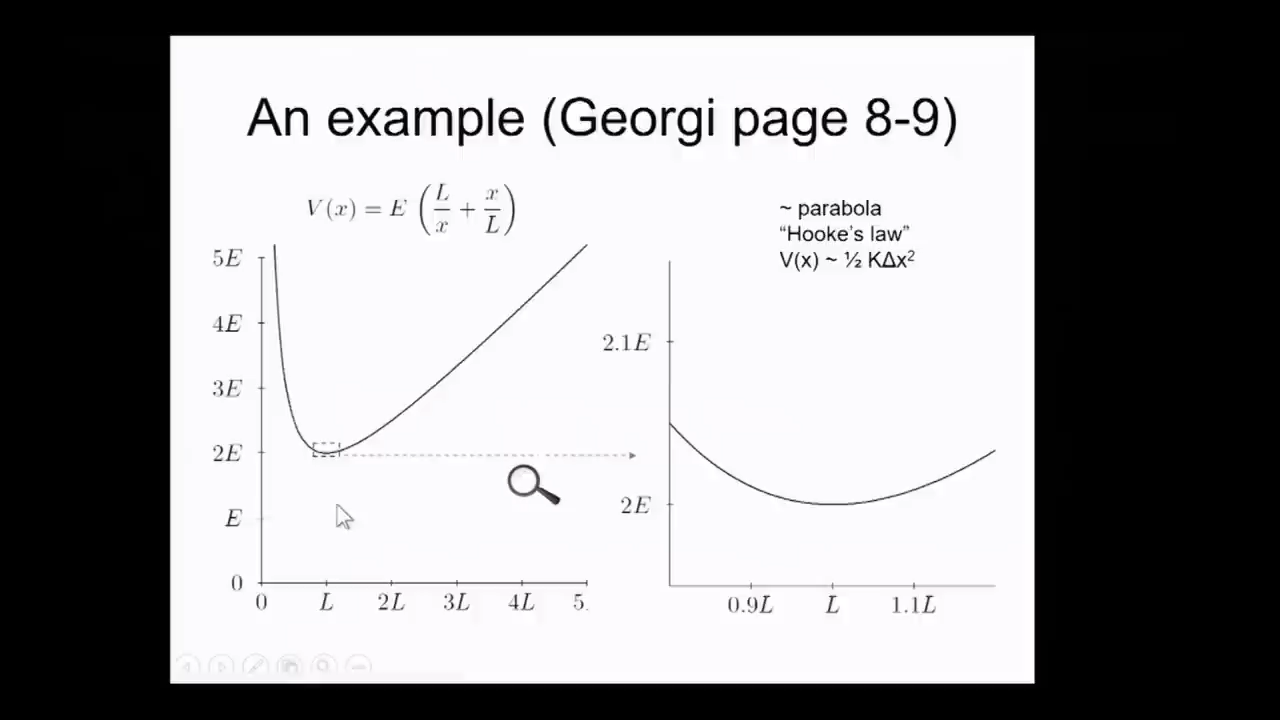 An example (Georgi page 8-9)
V(x) = E (L/x + x/L)
~ parabola
“Hooke’s law”
V(x) ~ ½ KΔx²
5E
4E
3E
2E
E
0
0 L 2L 3L 4L 5.
2.1E
2E
0.9L L 1.1L